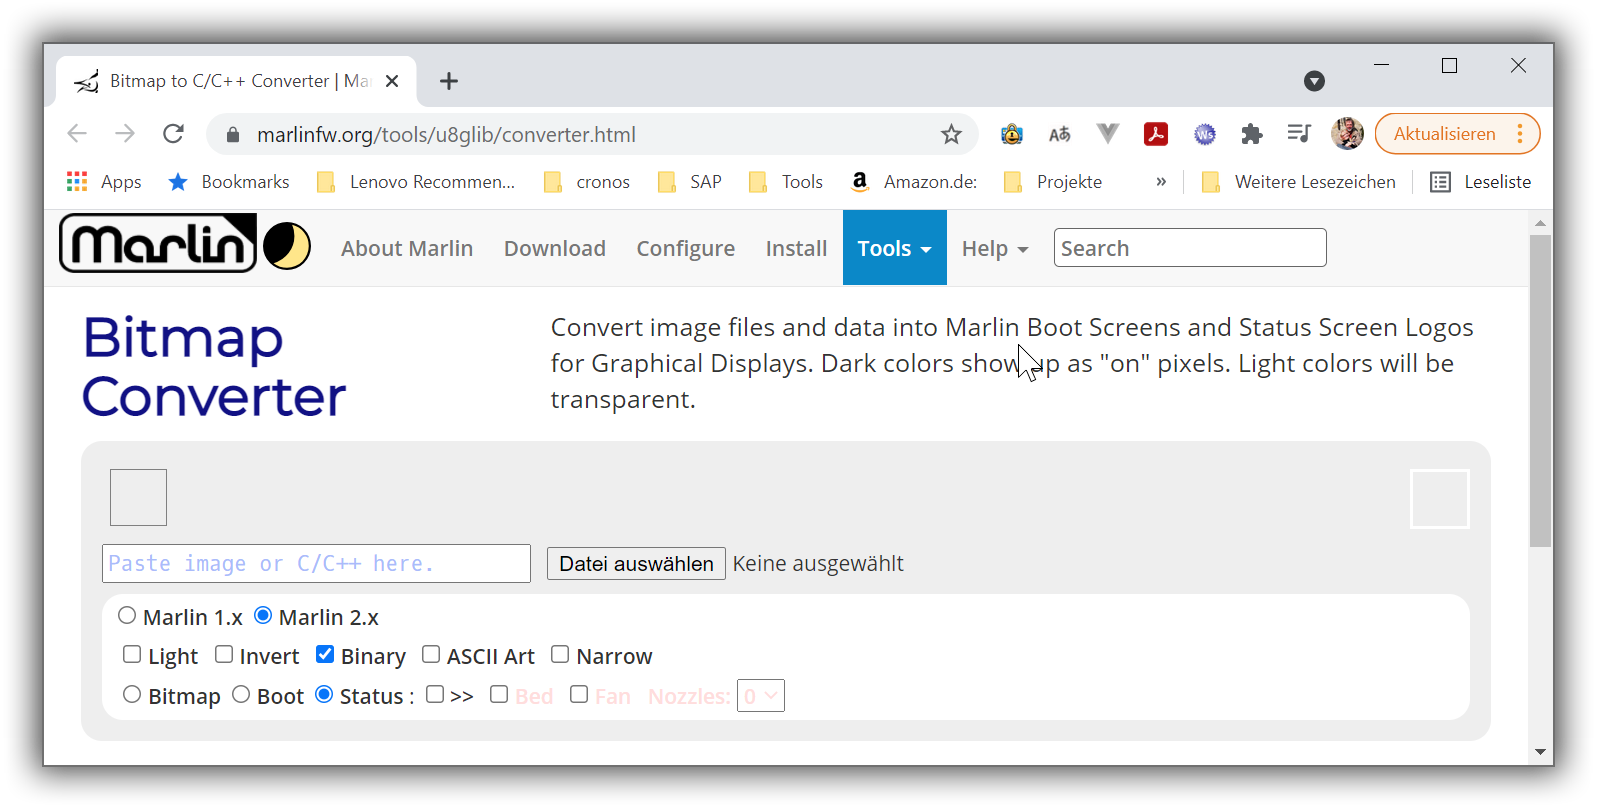 Bitmap to C/C++ Converter | Ma
marlinfw.org/tools/u8glib/converter.html
Aあ
Ws
Aktualisieren
Apps Bookmarks Lenovo Recommen... cronos SAP Tools Amazon.de: Projekte » Weitere Lesezeichen Leseliste
Marlin About Marlin Download Configure Install Tools Help Search
Bitmap
Converter
Convert image files and data into Marlin Boot Screens and Status Screen Logos
for Graphical Displays. Dark colors show up as "on" pixels. Light colors will be
transparent.
Paste image or C/C++ here. Datei auswählen Keine ausgewählt
Marlin 1.x Marlin 2.x
Light Invert Binary ASCII Art Narrow
Bitmap Boot Status : >> Bed Fan Nozzles: 0